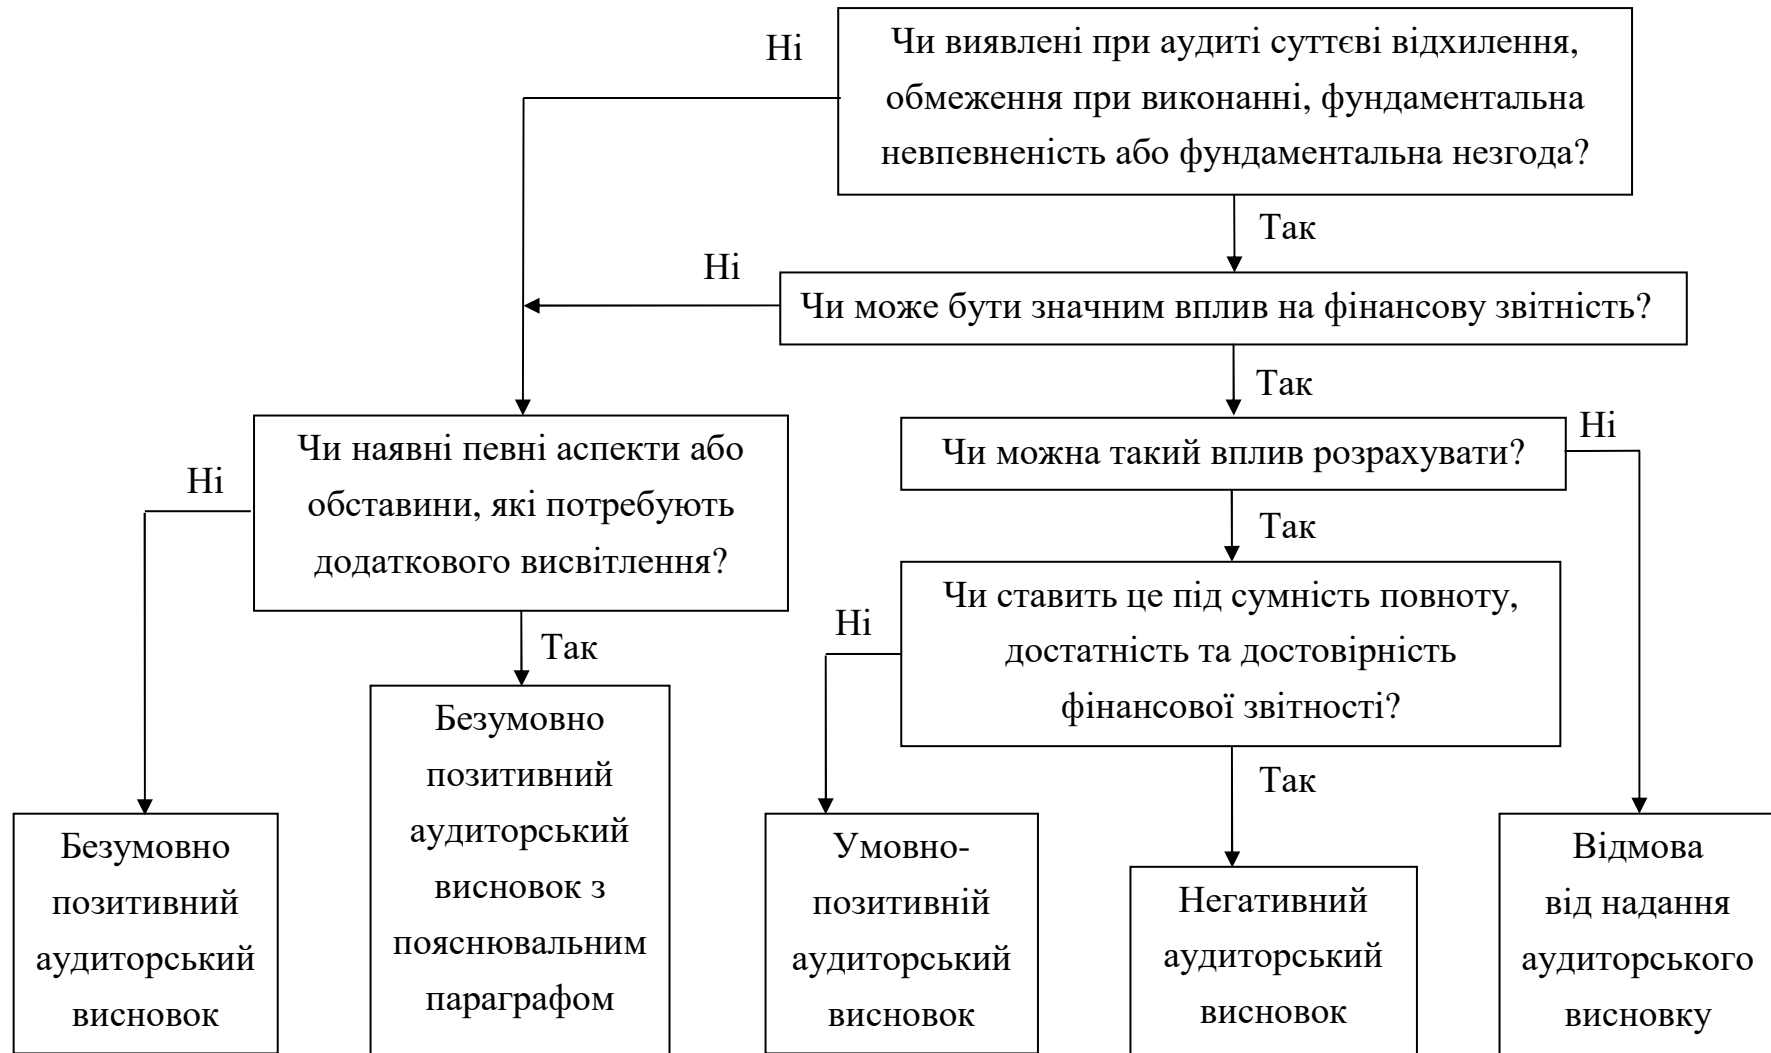 Ні
Чи виявлені при аудиті суттєві відхилення,
обмеження при виконанні, фундаментальна
невпевненість або фундаментальна незгода?
Так
Ні
Чи може бути значним вплив на фінансову звітність?
Так
Чи наявні певні аспекти або
обставини, які потребують
додаткового висвітлення?
Ні
Чи можна такий вплив розрахувати?
Ні
Так
Чи ставить це під сумність повноту,
достатність та достовірність
фінансової звітності?
Ні
Так
Так
Безумовно
позитивний
аудиторський
висновок
Безумовно
позитивний
аудиторський
висновок з
пояснювальним
параграфом
Умовно-
позитивній
аудиторський
висновок
Негативний
аудиторський
висновок
Відмова
від надання
аудиторського
висновку